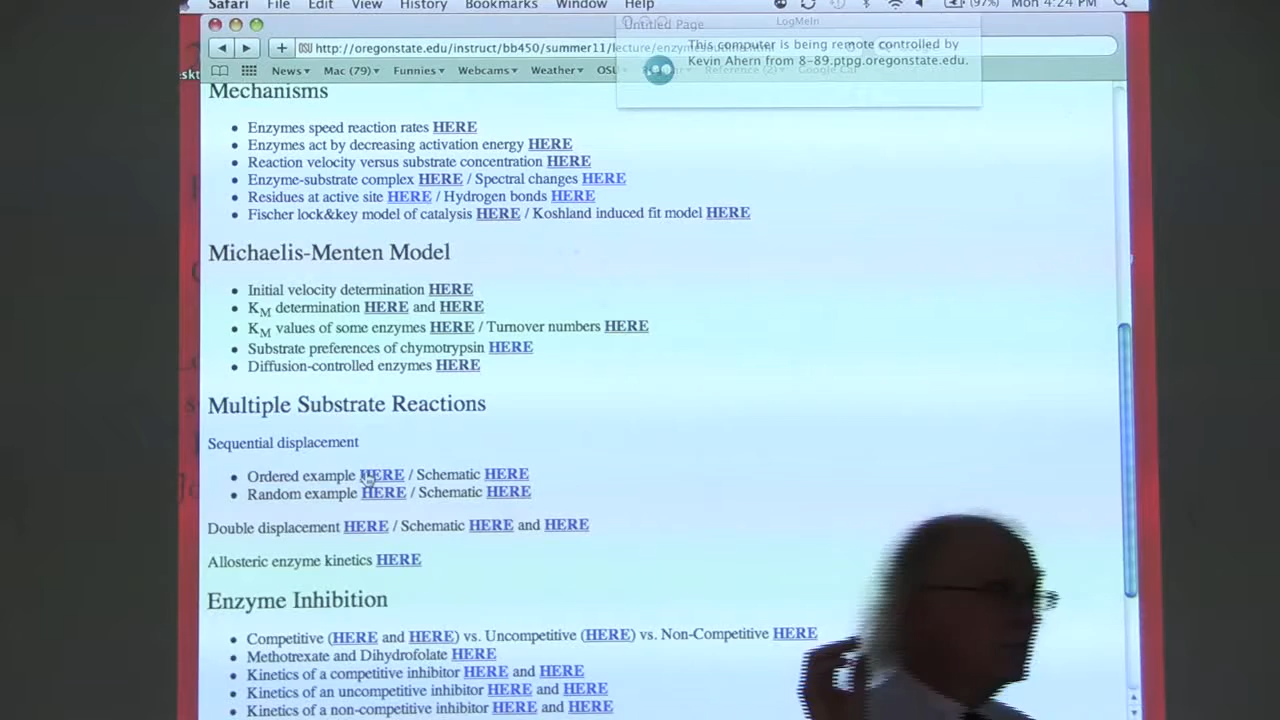 Safari File Edit View History Bookmarks Window Help (97%) Mon 4:24 PM
Untitled Page LogMeIn
http://oregonstate.edu/instruct/bb450/summer11/lecture/enzym
This computer is being remote controlled by
Kevin Ahern from 8-89.ptpg.oregonstate.edu.
News Mac (79) Funnies Webcams Weather OSU Reference (2) Google Cal
Mechanisms
• Enzymes speed reaction rates HERE
• Enzymes act by decreasing activation energy HERE
• Reaction velocity versus substrate concentration HERE
• Enzyme-substrate complex HERE / Spectral changes HERE
• Residues at active site HERE / Hydrogen bonds HERE
• Fischer lock&key model of catalysis HERE / Koshland induced fit model HERE
Michaelis-Menten Model
• Initial velocity determination HERE
• KM determination HERE and HERE
• KM values of some enzymes HERE / Turnover numbers HERE
• Substrate preferences of chymotrypsin HERE
• Diffusion-controlled enzymes HERE
Multiple Substrate Reactions
Sequential displacement
• Ordered example HERE / Schematic HERE
• Random example HERE / Schematic HERE
Double displacement HERE / Schematic HERE and HERE
Allosteric enzyme kinetics HERE
Enzyme Inhibition
• Competitive (HERE and HERE) vs. Uncompetitive (HERE) vs. Non-Competitive HERE
• Methotrexate and Dihydrofolate HERE
• Kinetics of a competitive inhibitor HERE and HERE
• Kinetics of an uncompetitive inhibitor HERE and HERE
• Kinetics of a non-competitive inhibitor HERE and HERE